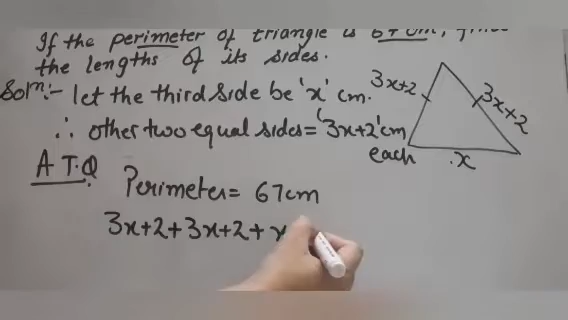 If the perimeter of triangle is
the lengths of its sides.
Soln:- let the third side be 'x' cm.
∴ other two equal sides = '3x+2' cm
each
3x+2
3x+2
x
A T.Q
Perimeter = 67cm
3x+2+3x+2+x